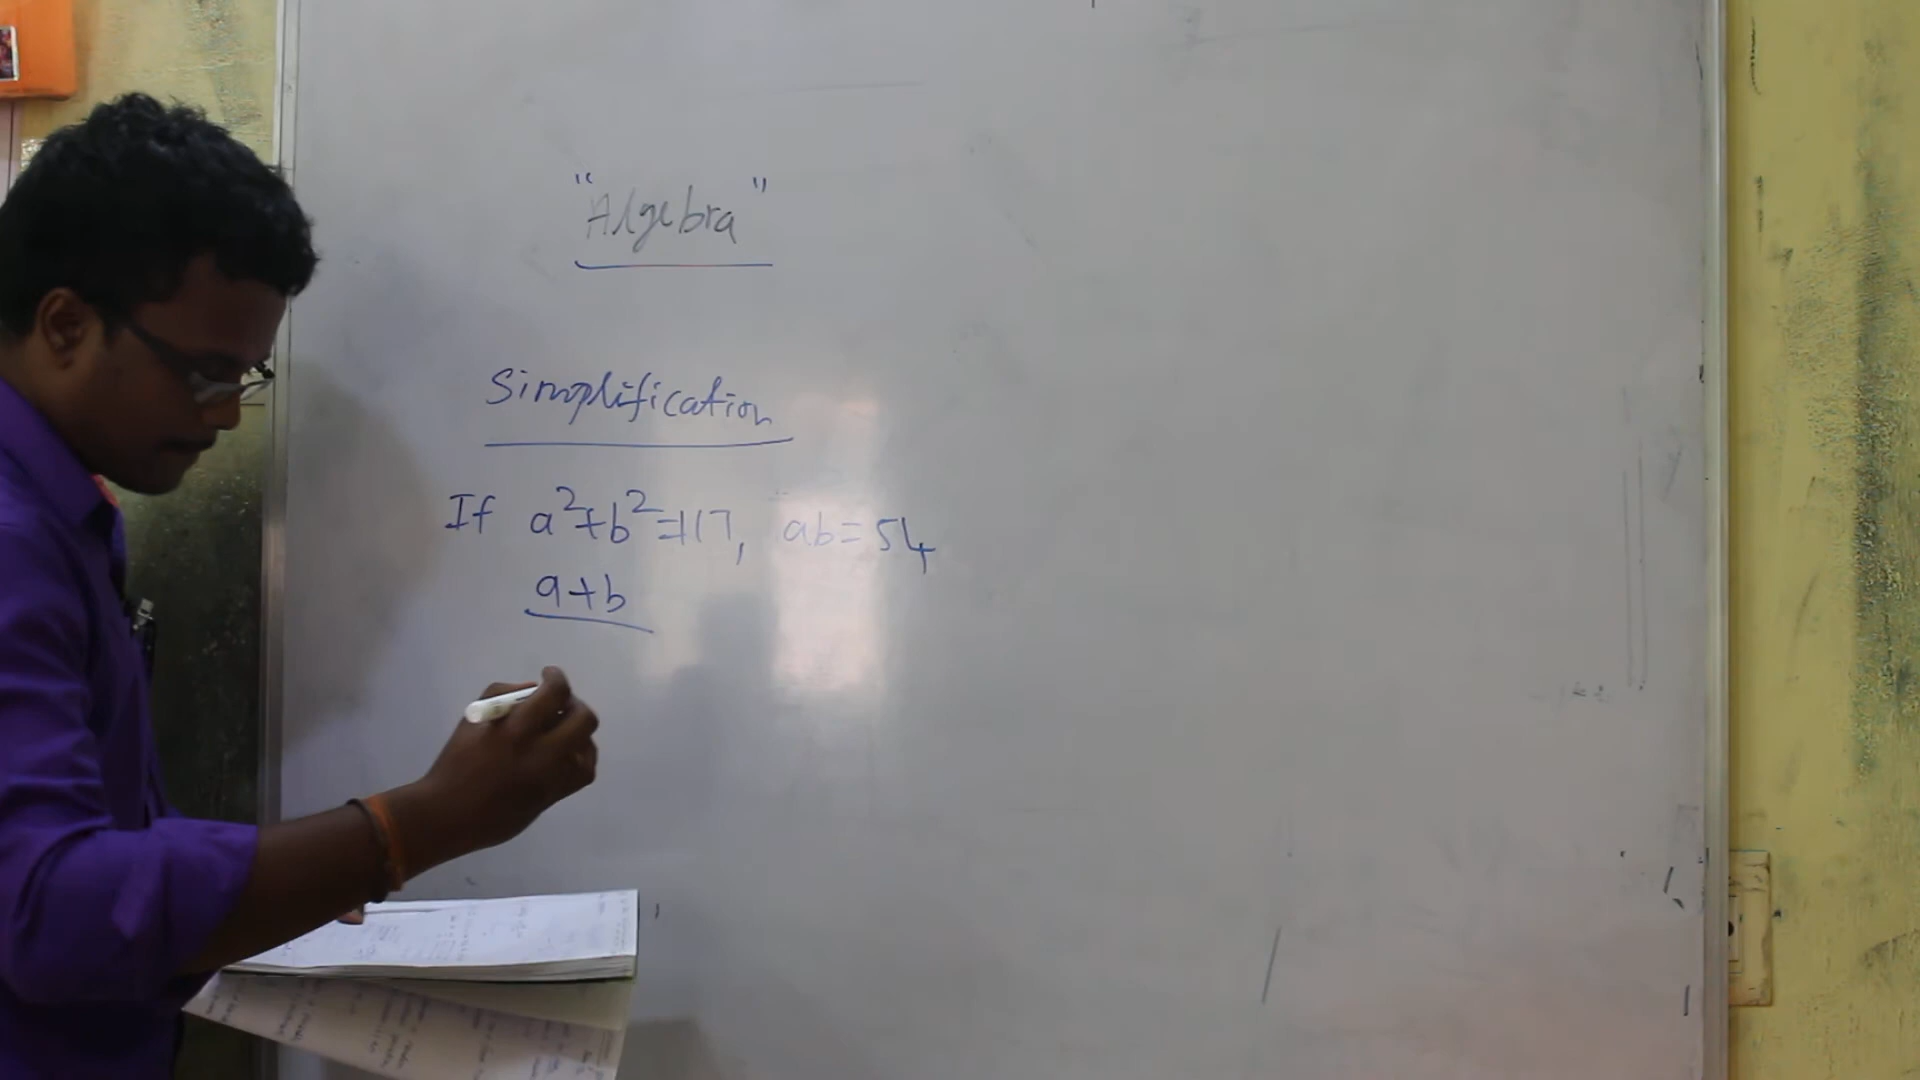 "Algebra"
Simplification
If a²+b²=117, ab=54
a+b